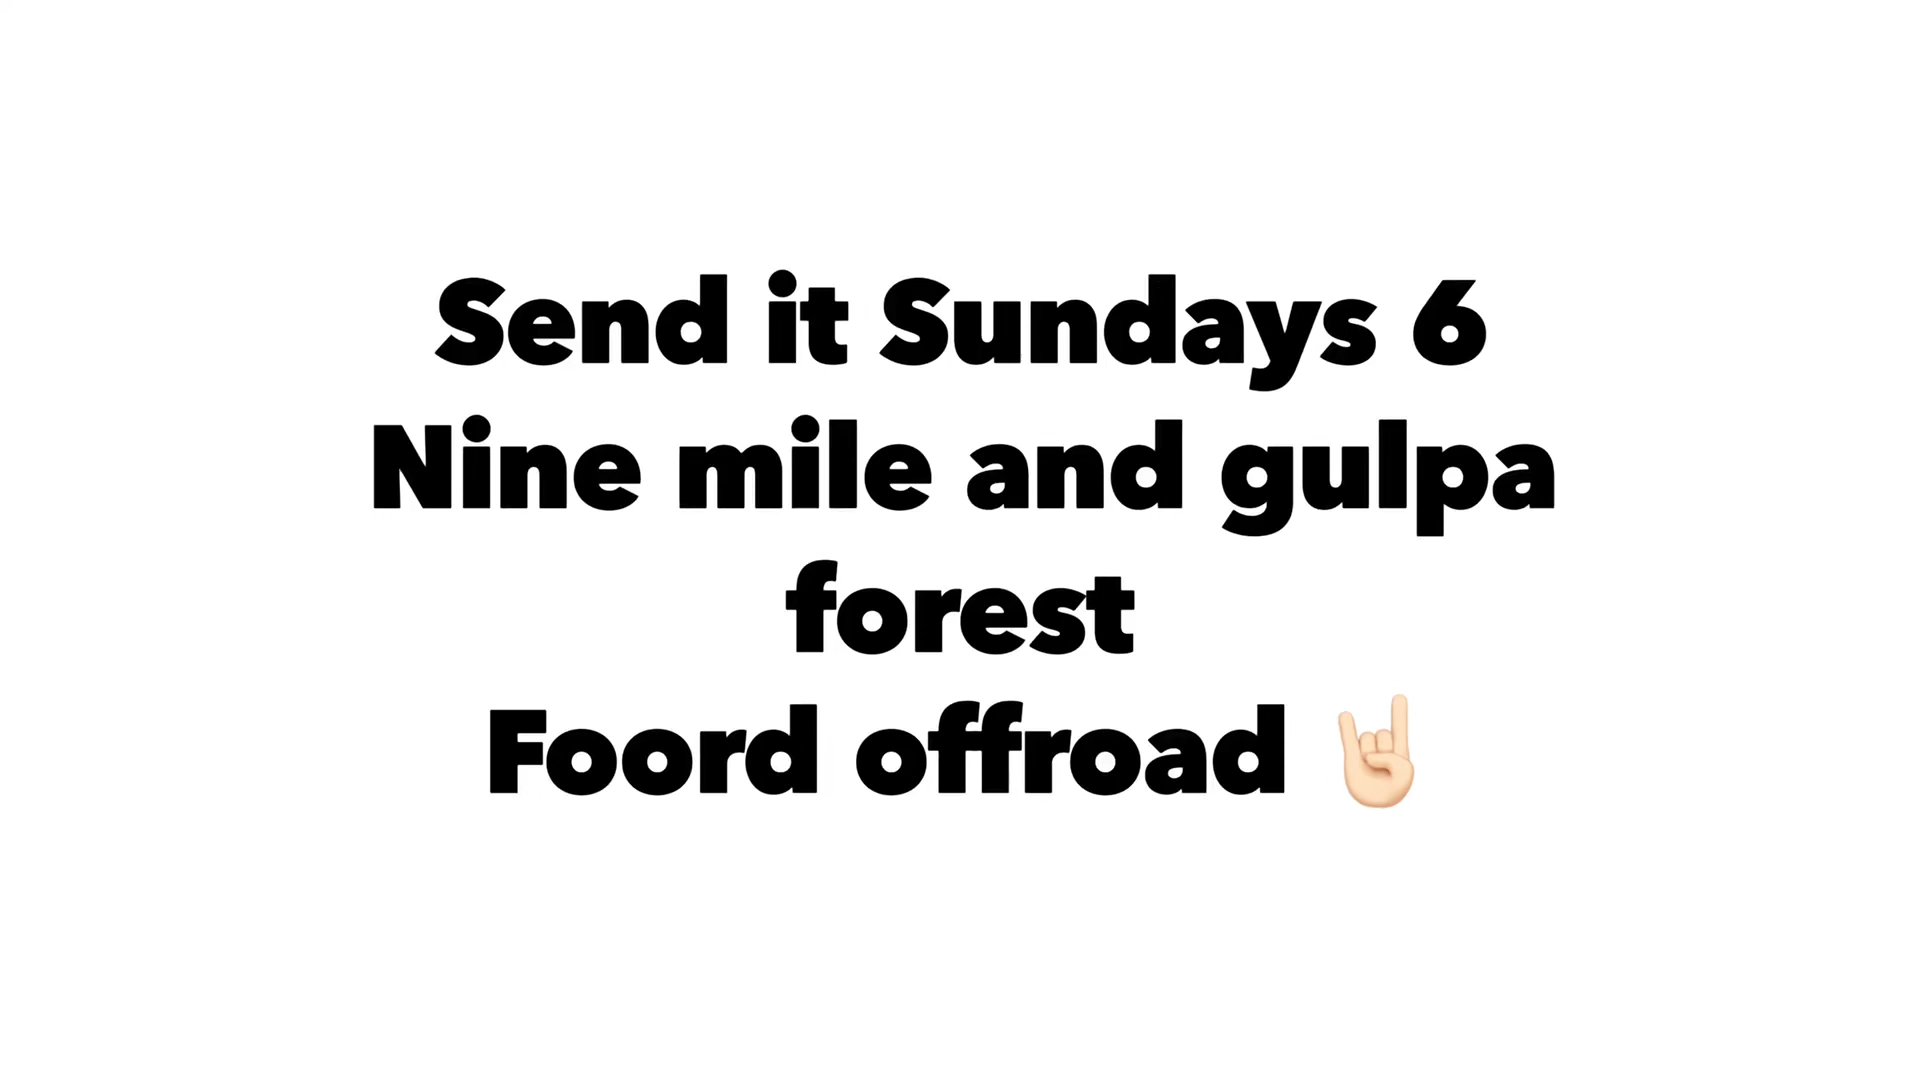 Send it Sundays 6
Nine mile and gulpa
forest
Foord offroad 🤘🏻